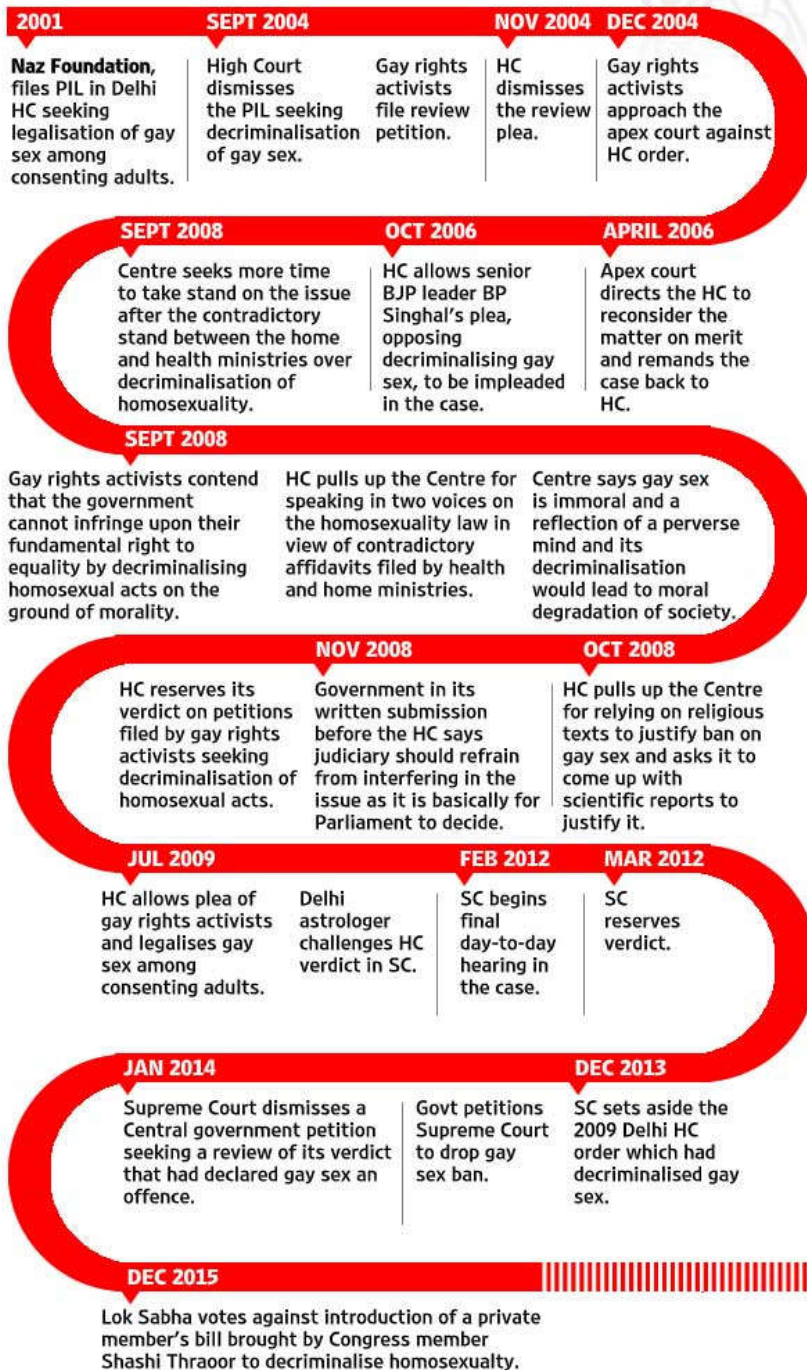 2001
Naz Foundation,
files PIL in Delhi
HC seeking
legalisation of gay
sex among
consenting adults.
SEPT 2004
High Court
dismisses
the PIL seeking
decriminalisation
of gay sex.
Gay rights
activists
file review
petition.
NOV 2004
HC
dismisses
the review
plea.
DEC 2004
Gay rights
activists
approach the
apex court against
HC order.
SEPT 2008
Centre seeks more time
to take stand on the issue
after the contradictory
stand between the home
and health ministries over
decriminalisation of
homosexuality.
OCT 2006
HC allows senior
BJP leader BP
Singhal's plea,
opposing
decriminalising gay
sex, to be impleaded
in the case.
APRIL 2006
Apex court
directs the HC to
reconsider the
matter on merit
and remands the
case back to
HC.
SEPT 2008
Gay rights activists contend
that the government
cannot infringe upon their
fundamental right to
equality by decriminalising
homosexual acts on the
ground of morality.
HC pulls up the Centre for
speaking in two voices on
the homosexuality law in
view of contradictory
affidavits filed by health
and home ministries.
Centre says gay sex
is immoral and a
reflection of a perverse
mind and its
decriminalisation
would lead to moral
degradation of society.
HC reserves its
verdict on petitions
filed by gay rights
activists seeking
decriminalisation of
homosexual acts.
NOV 2008
Government in its
written submission
before the HC says
judiciary should refrain
from interfering in the
issue as it is basically for
Parliament to decide.
OCT 2008
HC pulls up the Centre
for relying on religious
texts to justify ban on
gay sex and asks it to
come up with
scientific reports to
justify it.
JUL 2009
HC allows plea of
gay rights activists
and legalises gay
sex among
consenting adults.
Delhi
astrologer
challenges HC
verdict in SC.
FEB 2012
SC begins
final
day-to-day
hearing in
the case.
MAR 2012
SC
reserves
verdict.
JAN 2014
Supreme Court dismisses a
Central government petition
seeking a review of its verdict
that had declared gay sex an
offence.
Govt petitions
Supreme Court
to drop gay
sex ban.
DEC 2013
SC sets aside the
2009 Delhi HC
order which had
decriminalised gay
sex.
DEC 2015
Lok Sabha votes against introduction of a private
member's bill brought by Congress member
Shashi Thraoor to decriminalise homosexualty.